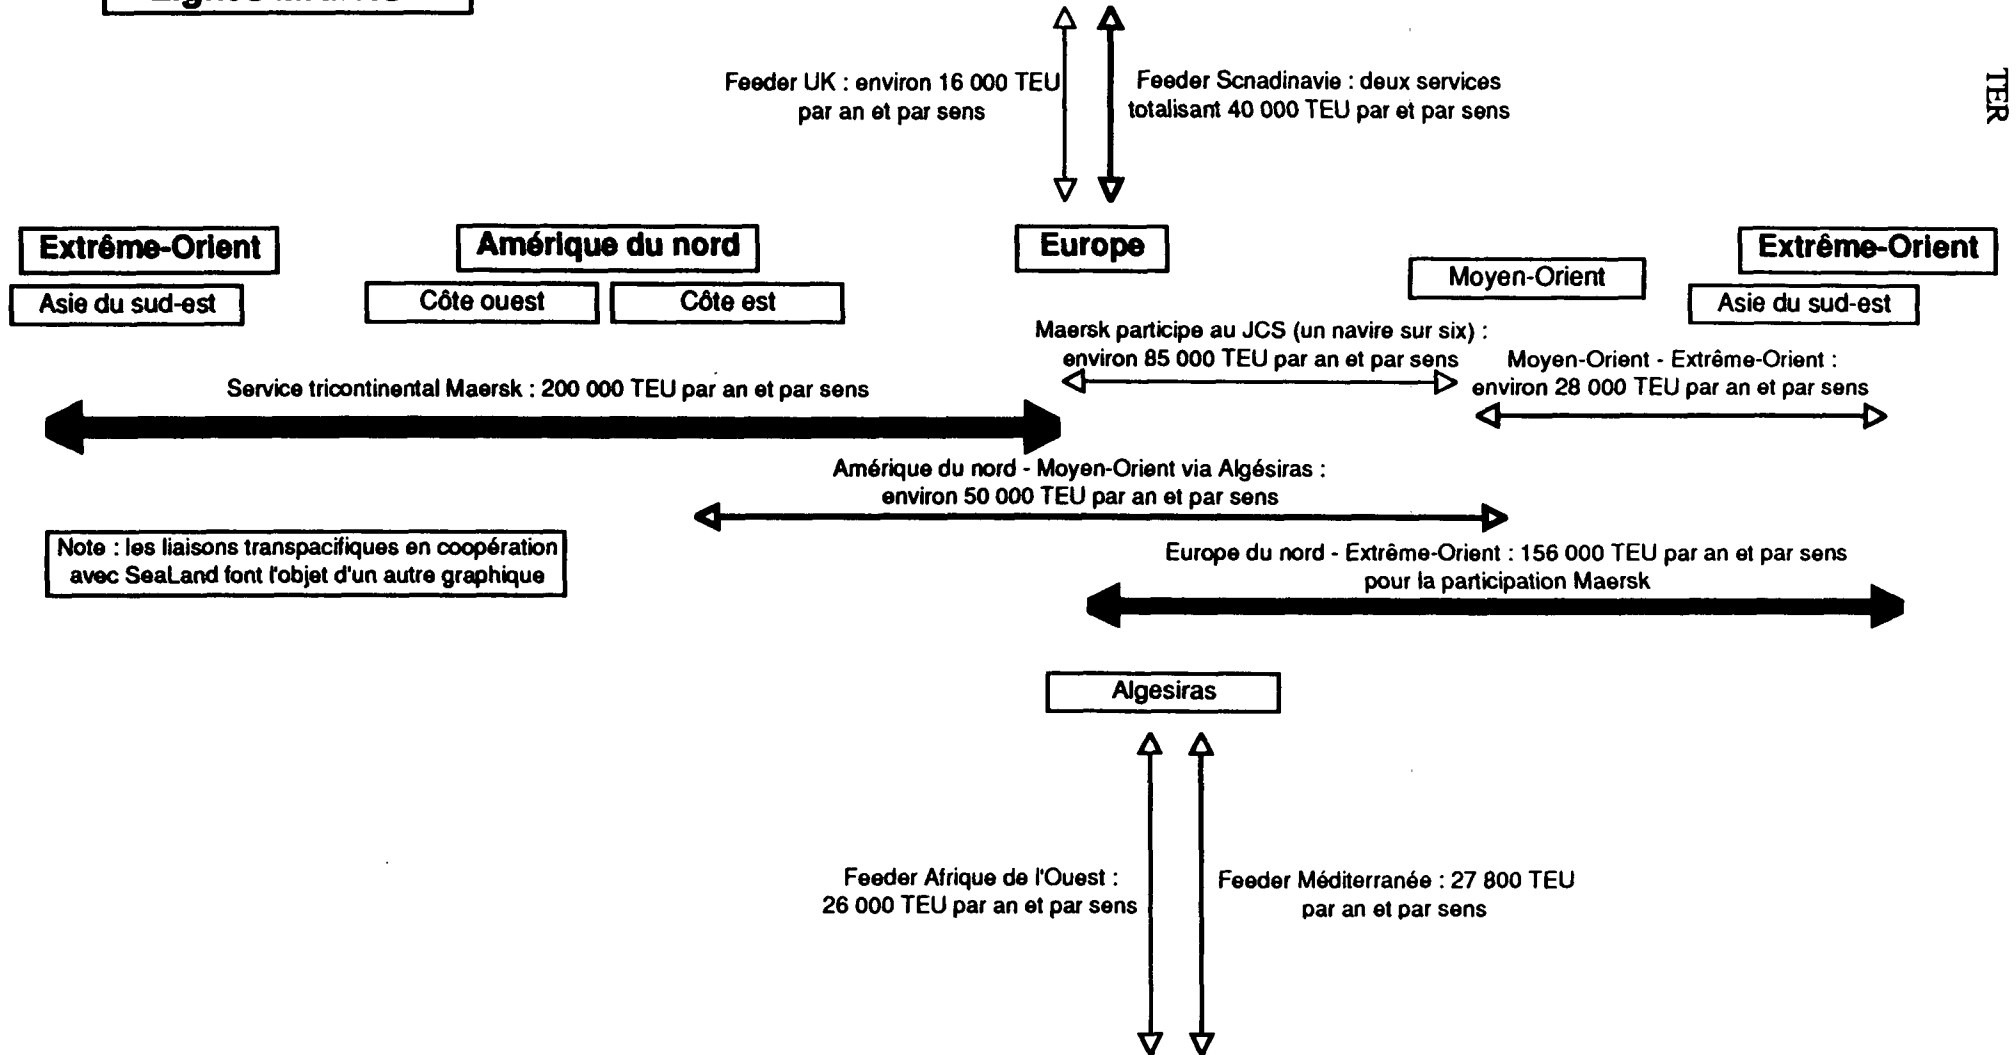 Feeder UK : environ 16 000 TEU
par an et par sens
Feeder Scnadinavie : deux services
totalisant 40 000 TEU par et par sens
TER
Extrême-Orient
Amérique du nord
Europe
Extrême-Orient
Asie du sud-est
Côte ouest
Côte est
Moyen-Orient
Asie du sud-est
Maersk participe au JCS (un navire sur six) :
environ 85 000 TEU par an et par sens
Moyen-Orient - Extrême-Orient :
environ 28 000 TEU par an et par sens
Service tricontinental Maersk : 200 000 TEU par an et par sens
Amérique du nord - Moyen-Orient via Algésiras :
environ 50 000 TEU par an et par sens
Note : les liaisons transpacifiques en coopération
avec SeaLand font l'objet d'un autre graphique
Europe du nord - Extrême-Orient : 156 000 TEU par an et par sens
pour la participation Maersk
Algesiras
Feeder Afrique de l'Ouest :
26 000 TEU par an et par sens
Feeder Méditerranée : 27 800 TEU
par an et par sens